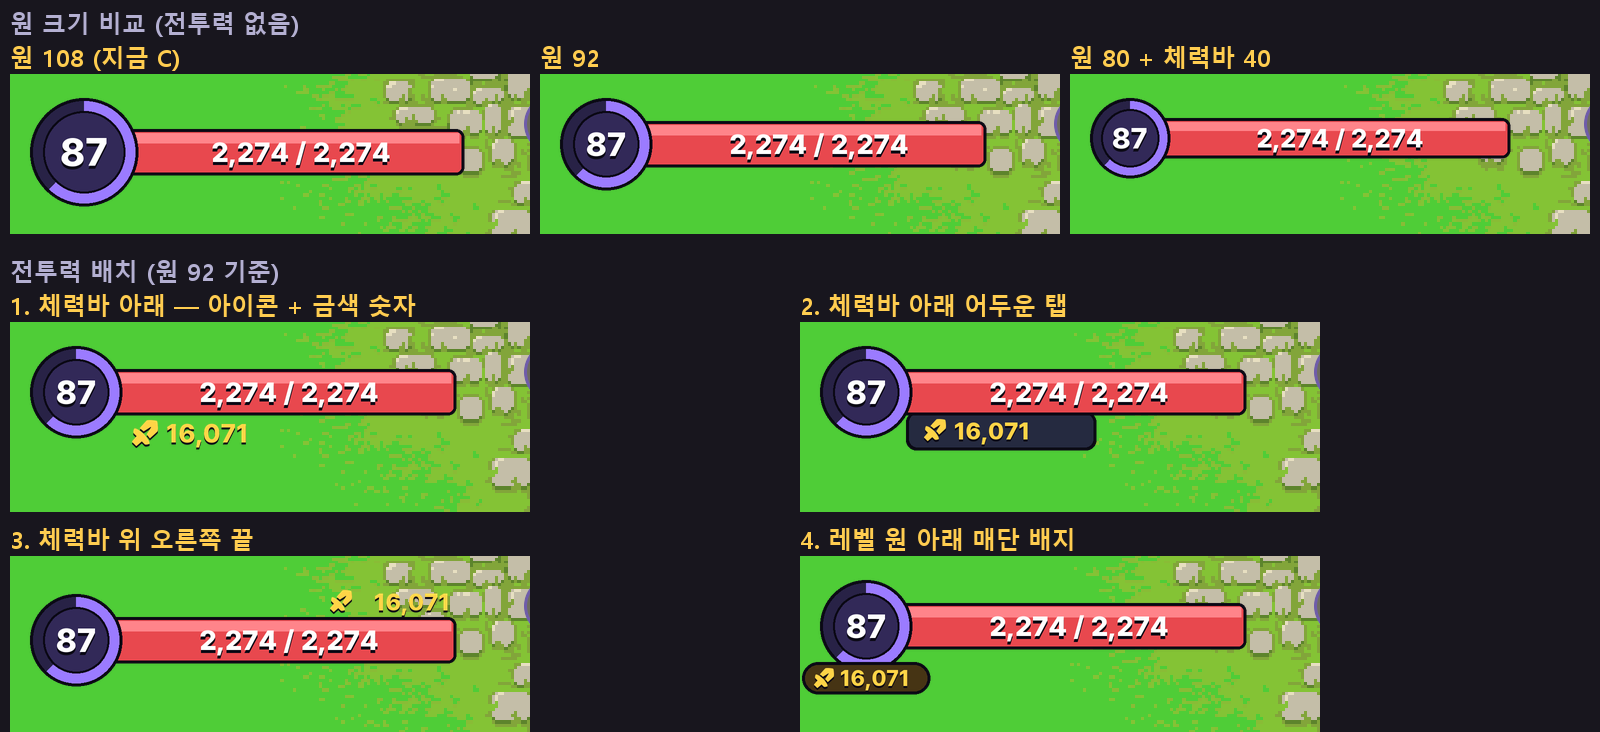 원 크기 비교 (전투력 없음)
원 108 (지금 C)
87
2,274 / 2,274
원 92
87
2,274 / 2,274
원 80 + 체력바 40
87
2,274 / 2,274
전투력 배치 (원 92 기준)
1. 체력바 아래 — 아이콘 + 금색 숫자
87
2,274 / 2,274
16,071
2. 체력바 아래 어두운 탭
87
2,274 / 2,274
16,071
3. 체력바 위 오른쪽 끝
16,071
87
2,274 / 2,274
4. 레벨 원 아래 매단 배지
87
2,274 / 2,274
16,071